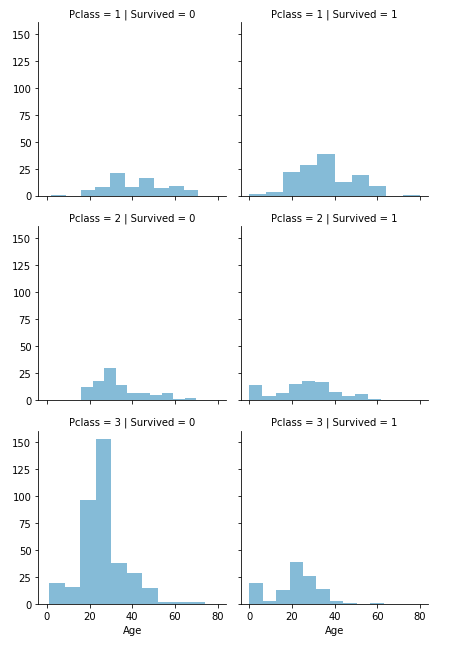 Pclass = 1 | Survived = 0
Pclass = 1 | Survived = 1
150
125
100
75
50
25
0
Pclass = 2 | Survived = 0
Pclass = 2 | Survived = 1
150
125
100
75
50
25
0
Pclass = 3 | Survived = 0
Pclass = 3 | Survived = 1
150
125
100
75
50
25
0
0 20 40 60 80
0 20 40 60 80
Age
Age